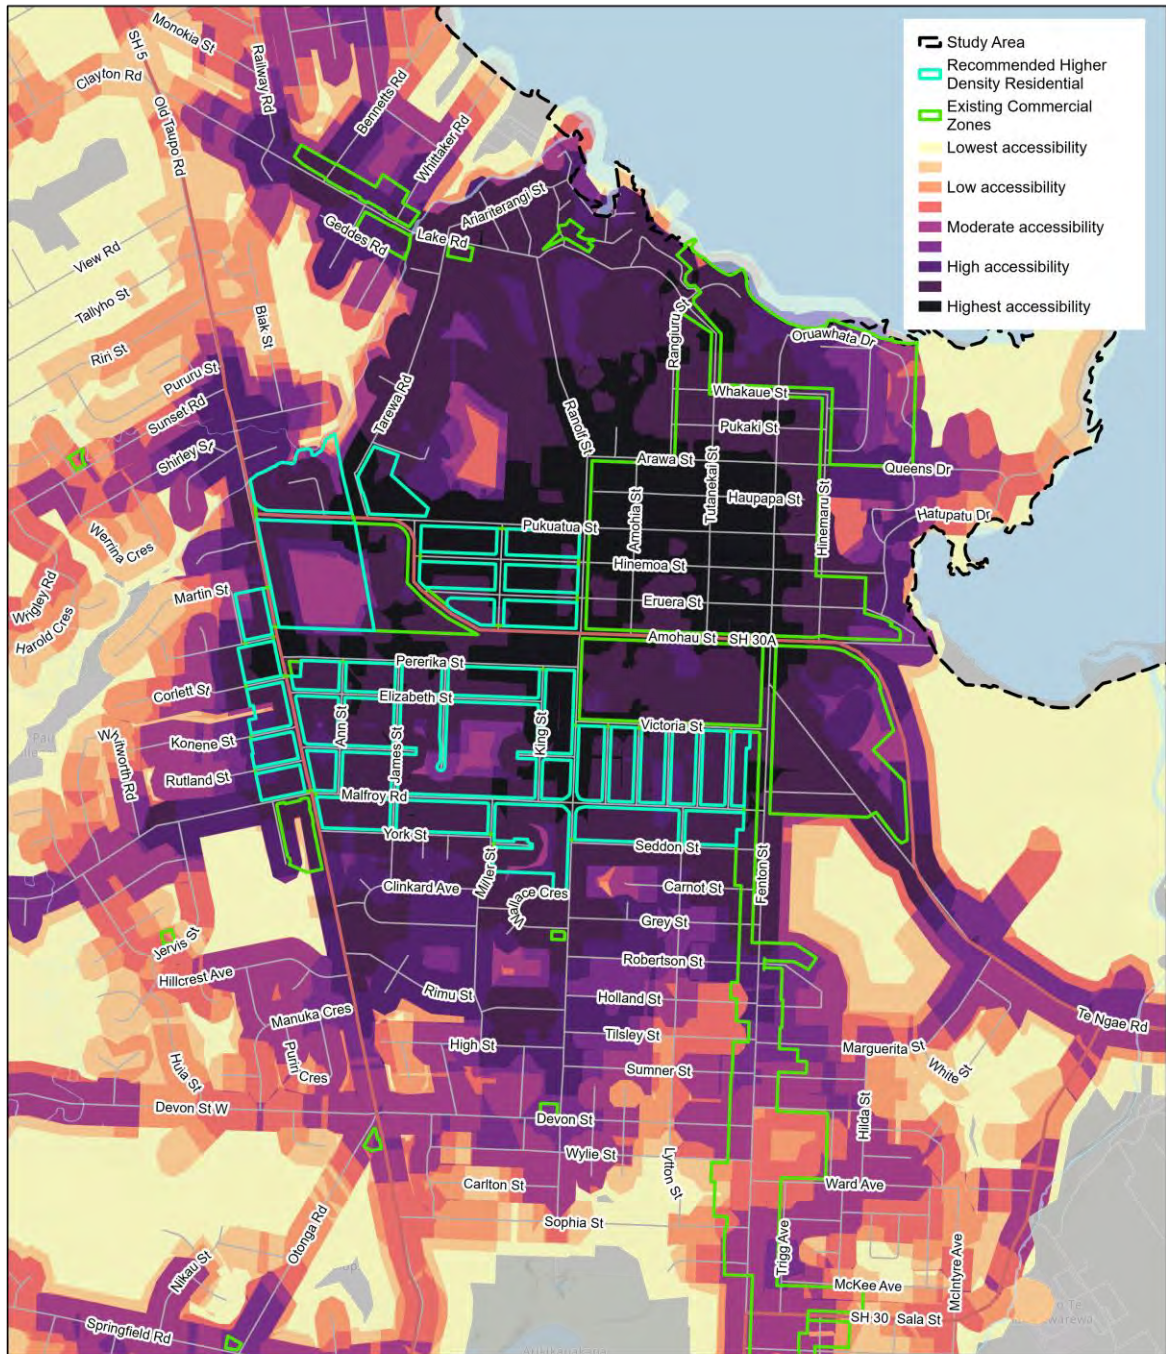 Study Area
Recommended Higher
Density Residential
Existing Commercial
Zones
Lowest accessibility
Low accessibility
Moderate accessibility
High accessibility
Highest accessibility
Monokia St
SH 5
Clayton Rd
Railway Rd
Bennetts Rd
Old Taupo Rd
Whittaker Rd
Ariariterangi St
Geddes Rd
Lake Rd
View Rd
Tallyho St
Biak St
Riri St
Rangiuru St
Oruawhata Dr
Pururu St
Sunset Rd
Tarewa Rd
Ranolf St
Whakaue St
Pukaki St
Shirley St
Arawa St
Tutanekai St
Queens Dr
Haupapa St
Amohia St
Hinemaru St
Hatupatu Dr
Pukuatua St
Werrina Cres
Hinemoa St
Wrigley Rd
Martin St
Eruera St
Harold Cres
Amohau St
SH 30A
Pererika St
Corlett St
Elizabeth St
Victoria St
Ann St
King St
James St
Konene St
Whitworth Rd
Rutland St
Malfroy Rd
York St
Seddon St
Miller St
Fenton St
Clinkard Ave
Wallace Cres
Carnot St
Grey St
Jervis St
Robertson St
Hillcrest Ave
Rimu St
Holland St
Manuka Cres
Te Ngae Rd
Tilsley St
High St
Marguerita St
Purin Cres
White St
Huia St
Sumner St
Devon St W
Devon St
Hilda St
Wylie St
Lytton St
Carlton St
Ward Ave
Sophia St
Otonga Rd
Trigg Ave
Nikau St
McKee Ave
McIntyre Ave
SH 30
Sala St
Springfield Rd